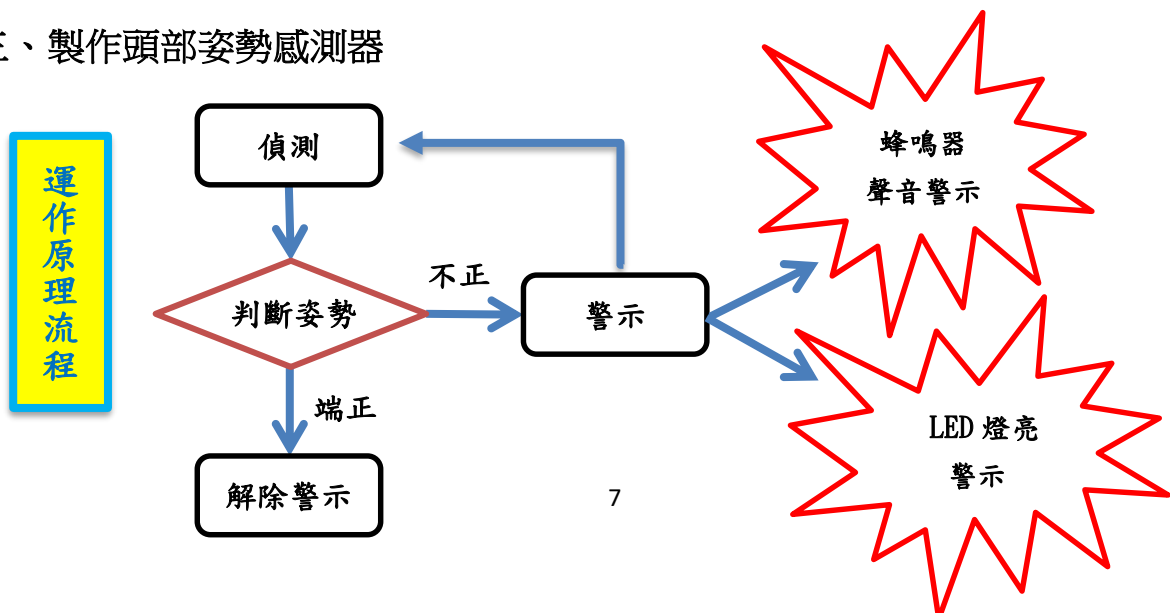 三、製作頭部姿勢感測器
運作原理流程
偵測
判斷姿勢
不正
警示
端正
解除警示
蜂鳴器
聲音警示
LED 燈亮
警示
7